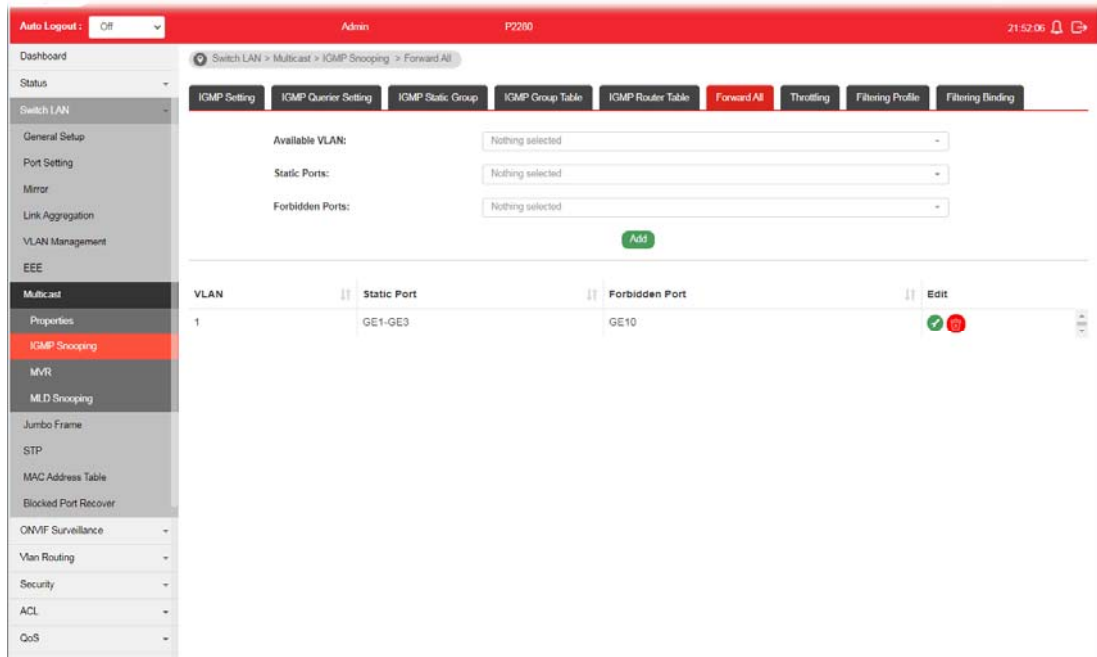 Auto Logout : Off Admin P2280 21:52:06
Dashboard
Switch LAN > Multicast > IGMP Snooping > Forward All
Status
IGMP Setting IGMP Querier Setting IGMP Static Group IGMP Group Table IGMP Router Table Forward All Throttling Filtering Profile Filtering Binding
Switch LAN
General Setup
Port Setting
Mirror
Link Aggregation
VLAN Management
EEE
Multicast
Properties
IGMP Snooping
MVR
MLD Snooping
Jumbo Frame
STP
MAC Address Table
Blocked Port Recover
ONVIF Surveillance
Vlan Routing
Security
ACL
QoS
Available VLAN: Nothing selected
Static Ports: Nothing selected
Forbidden Ports: Nothing selected
Add
VLAN Static Port Forbidden Port Edit
1 GE1-GE3 GE10